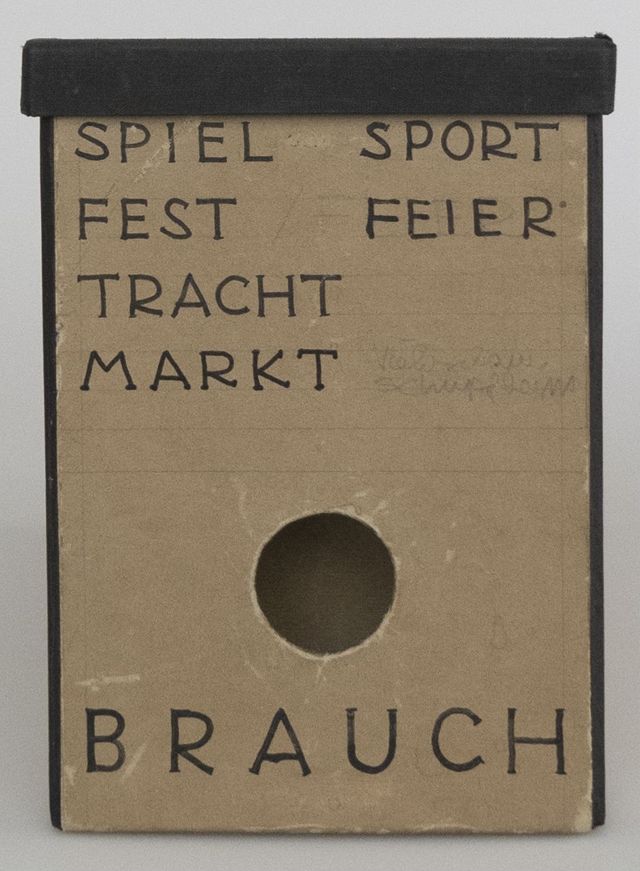 SPIEL SPORT
FEST FEIER
TRACHT
MARKT
BRAUCH